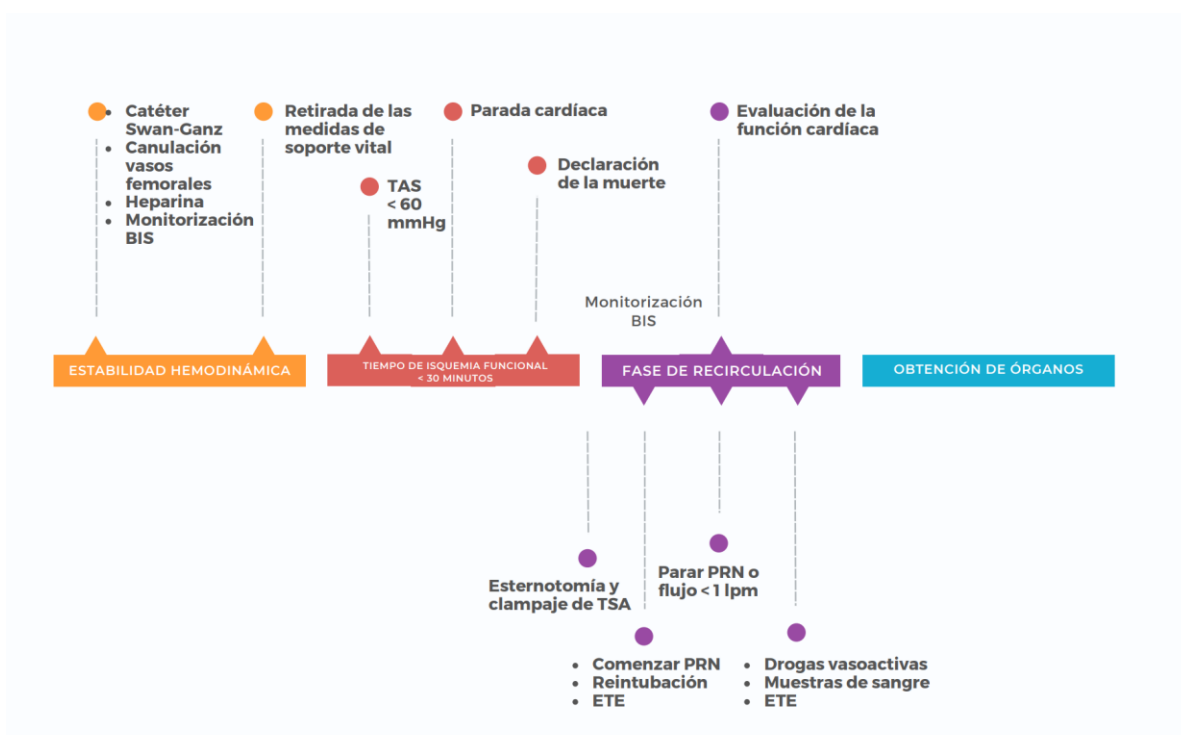 • Catéter
Swan-Ganz
• Canulación
vasos
femorales
• Heparina
• Monitorización
BIS
Retirada de las
medidas de
soporte vital
TAS
< 60
mmHg
Parada cardíaca
Declaración
de la muerte
Evaluación de la
función cardíaca
Monitorización
BIS
ESTABILIDAD HEMODINÁMICA
TIEMPO DE ISQUEMIA FUNCIONAL
< 30 MINUTOS
FASE DE RECIRCULACIÓN
OBTENCIÓN DE ÓRGANOS
Esternotomía y
clampaje de TSA
Parar PRN o
flujo < 1 lpm
• Comenzar PRN
• Reintubación
• ETE
• Drogas vasoactivas
• Muestras de sangre
• ETE